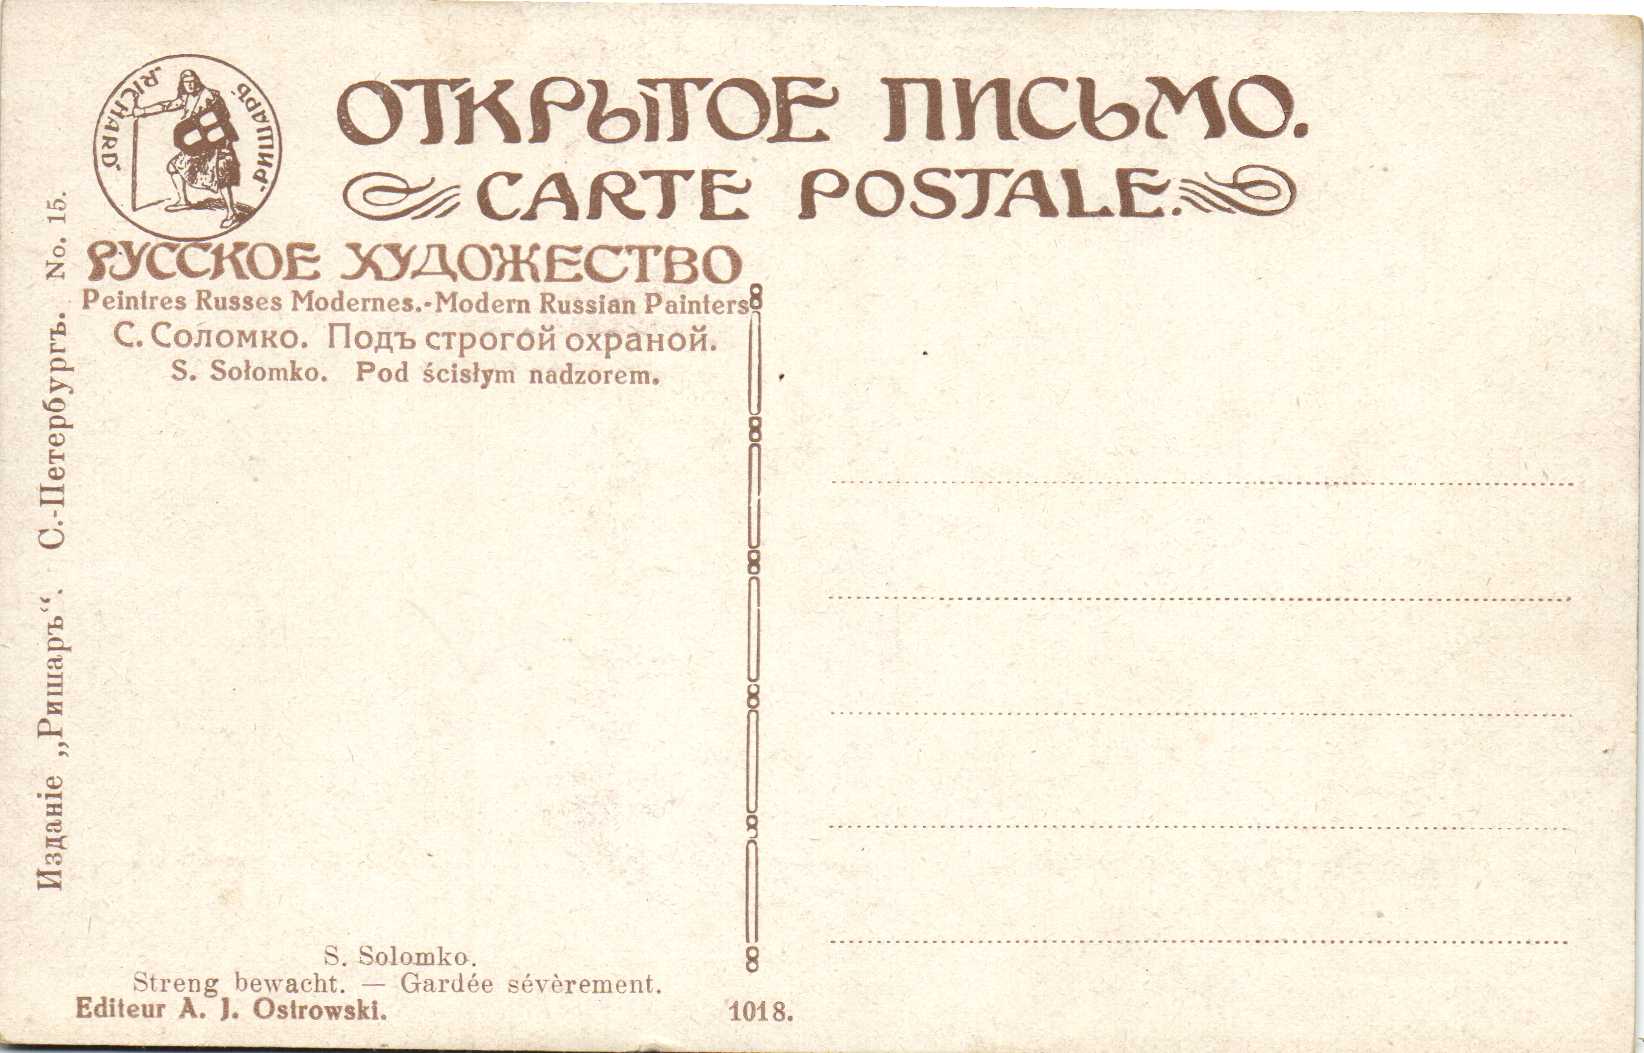 „RICHARD“ „РИШАРЪ“
ОТКРЫТОЕ ПИСЬМО.
CARTE POSTALE.
РУССКОЕ ХУДОЖЕСТВО
Peintres Russes Modernes.-Modern Russian Painters
С. Соломко. Подъ строгой охраной.
S. Sołomko. Pod ścisłym nadzorem.
Изданіе „Ришаръ“. С.-Петербургъ. No. 15.
S. Solomko.
Streng bewacht. — Gardée sévèrement.
Editeur A. J. Ostrowski.
1018.